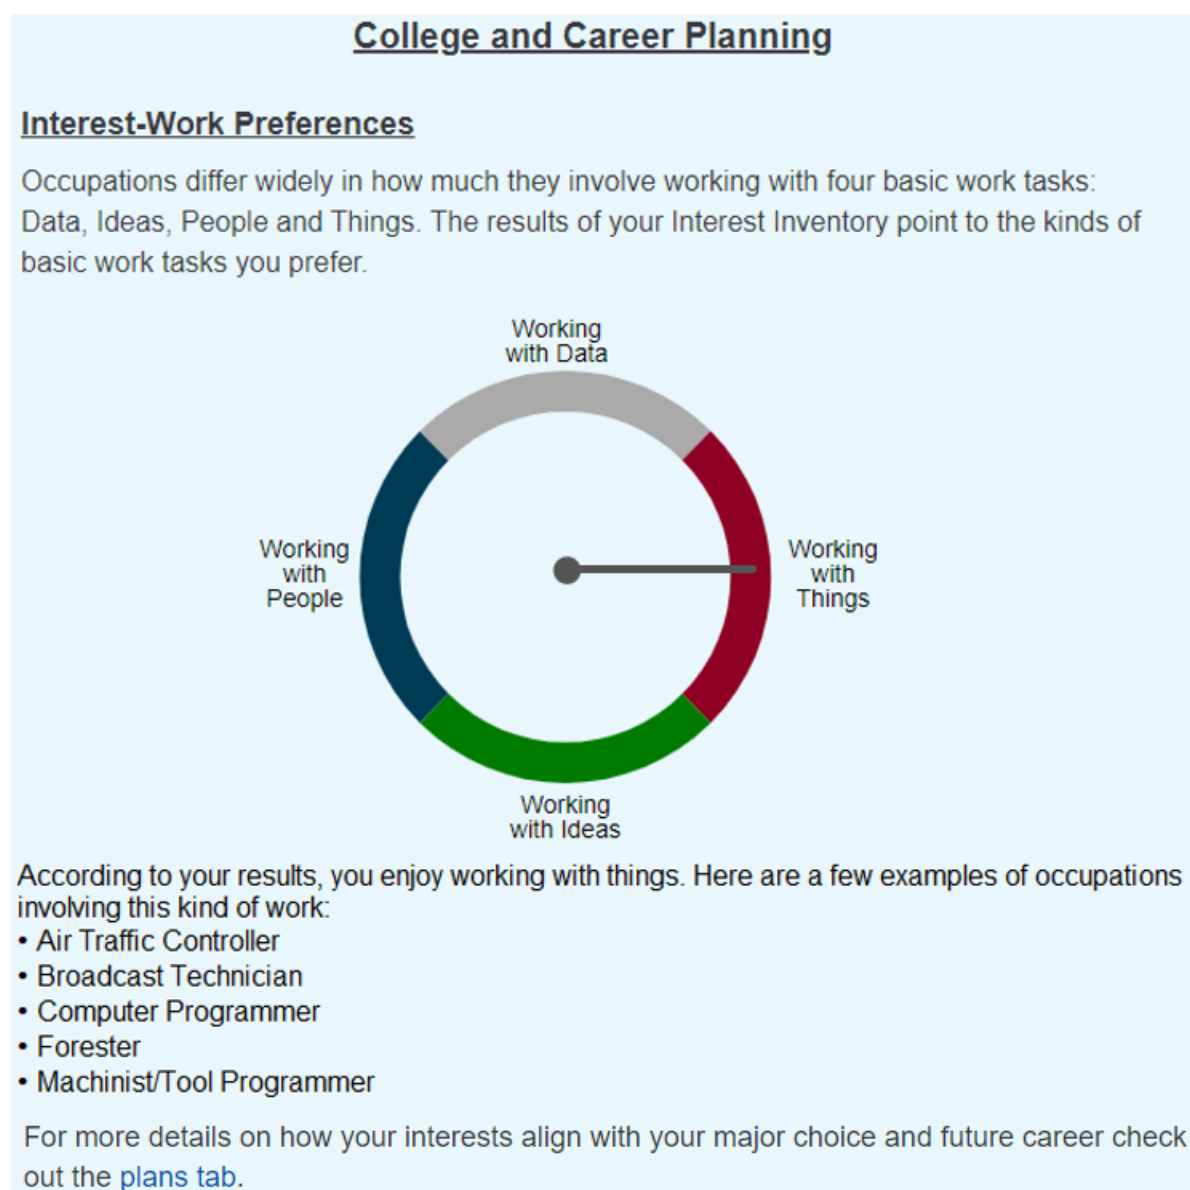 College and Career Planning
Interest-Work Preferences
Occupations differ widely in how much they involve working with four basic work tasks:
Data, Ideas, People and Things. The results of your Interest Inventory point to the kinds of
basic work tasks you prefer.
Working
with Data
Working
with
People
Working
with
Things
Working
with Ideas
According to your results, you enjoy working with things. Here are a few examples of occupations
involving this kind of work:
• Air Traffic Controller
• Broadcast Technician
• Computer Programmer
• Forester
• Machinist/Tool Programmer
For more details on how your interests align with your major choice and future career check
out the plans tab.